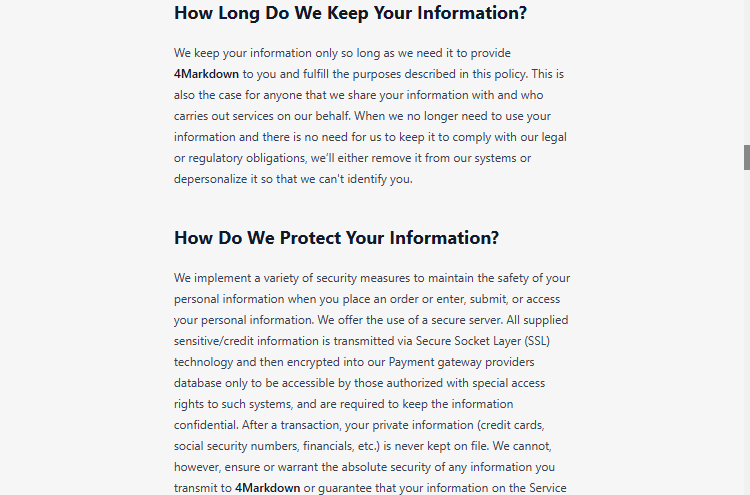 How Long Do We Keep Your Information?
We keep your information only so long as we need it to provide
4Markdown to you and fulfill the purposes described in this policy. This is
also the case for anyone that we share your information with and who
carries out services on our behalf. When we no longer need to use your
information and there is no need for us to keep it to comply with our legal
or regulatory obligations, we’ll either remove it from our systems or
depersonalize it so that we can't identify you.
How Do We Protect Your Information?
We implement a variety of security measures to maintain the safety of your
personal information when you place an order or enter, submit, or access
your personal information. We offer the use of a secure server. All supplied
sensitive/credit information is transmitted via Secure Socket Layer (SSL)
technology and then encrypted into our Payment gateway providers
database only to be accessible by those authorized with special access
rights to such systems, and are required to keep the information
confidential. After a transaction, your private information (credit cards,
social security numbers, financials, etc.) is never kept on file. We cannot,
however, ensure or warrant the absolute security of any information you
transmit to 4Markdown or guarantee that your information on the Service